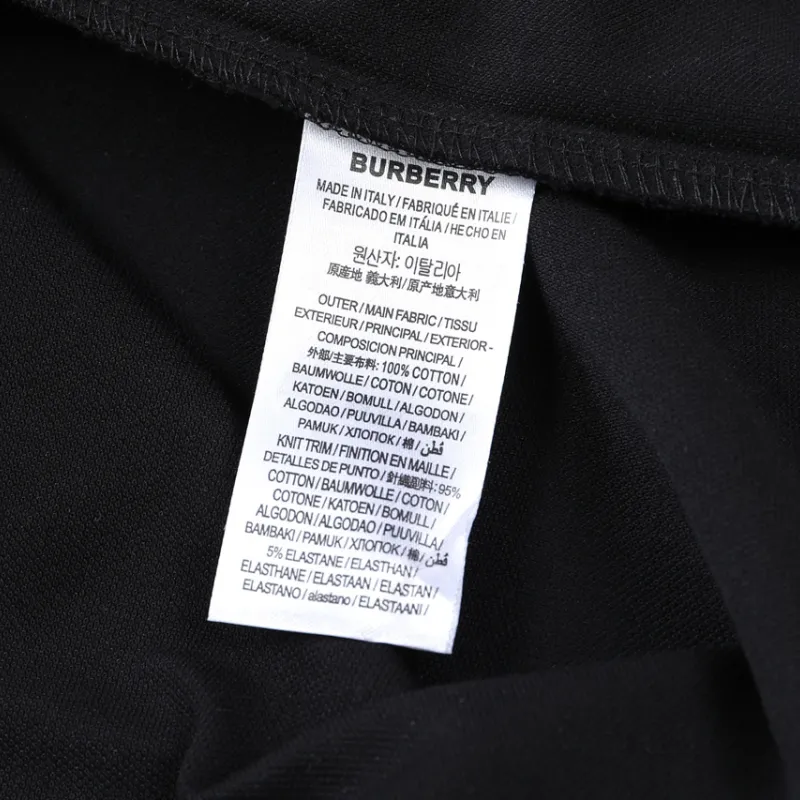 BURBERRY
MADE IN ITALY / FABRIQUÉ EN ITALIE /
FABRICADO EM ITÁLIA / HECHO EN
ITALIA
원산자: 이탈리아
原産地 義大利 / 原产地意大利
OUTER / MAIN FABRIC / TISSU
EXTERIEUR / PRINCIPAL / EXTERIOR -
COMPOSICION PRINCIPAL /
外部/主要布料: 100% COTTON /
BAUMWOLLE / COTON / COTONE /
KATOEN / BOMULL / ALGODON /
ALGODAO / PUUVILLA / BAMBAKI /
PAMUK / ХЛОПОК / 棉 / قطن
KNIT TRIM / FINITION EN MAILLE /
DETALLES DE PUNTO / 針織圆料: 95%
COTTON / BAUMWOLLE / COTON /
COTONE / KATOEN / BOMULL /
ALGODON / ALGODAO / PUUVILLA /
BAMBAKI / PAMUK / ХЛОПОК / 棉 / قطن
5% ELASTANE / ELASTHAN /
ELASTHANE / ELASTAAN / ELASTAN /
ELASTANO / alastano / ELASTAANI /